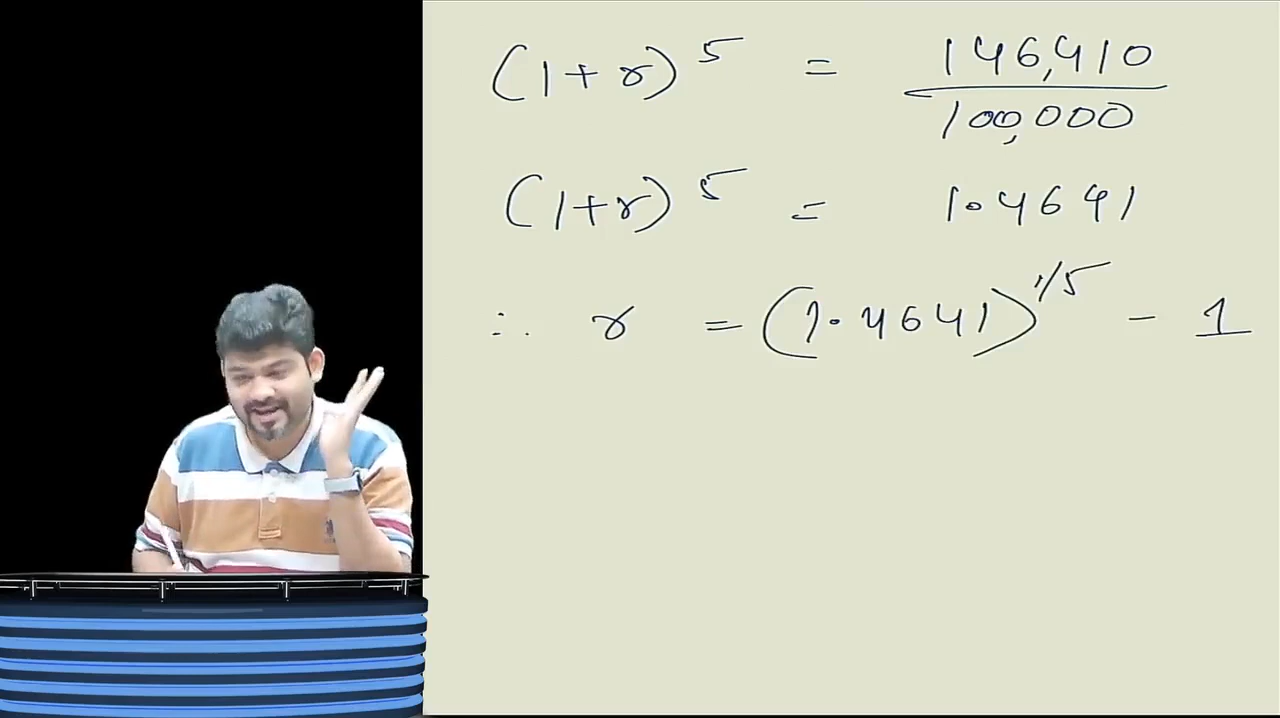 (1+r)^5 = 146,410 / 100,000
(1+r)^5 = 1.4641
∴ r = (1.4641)^1/5 - 1